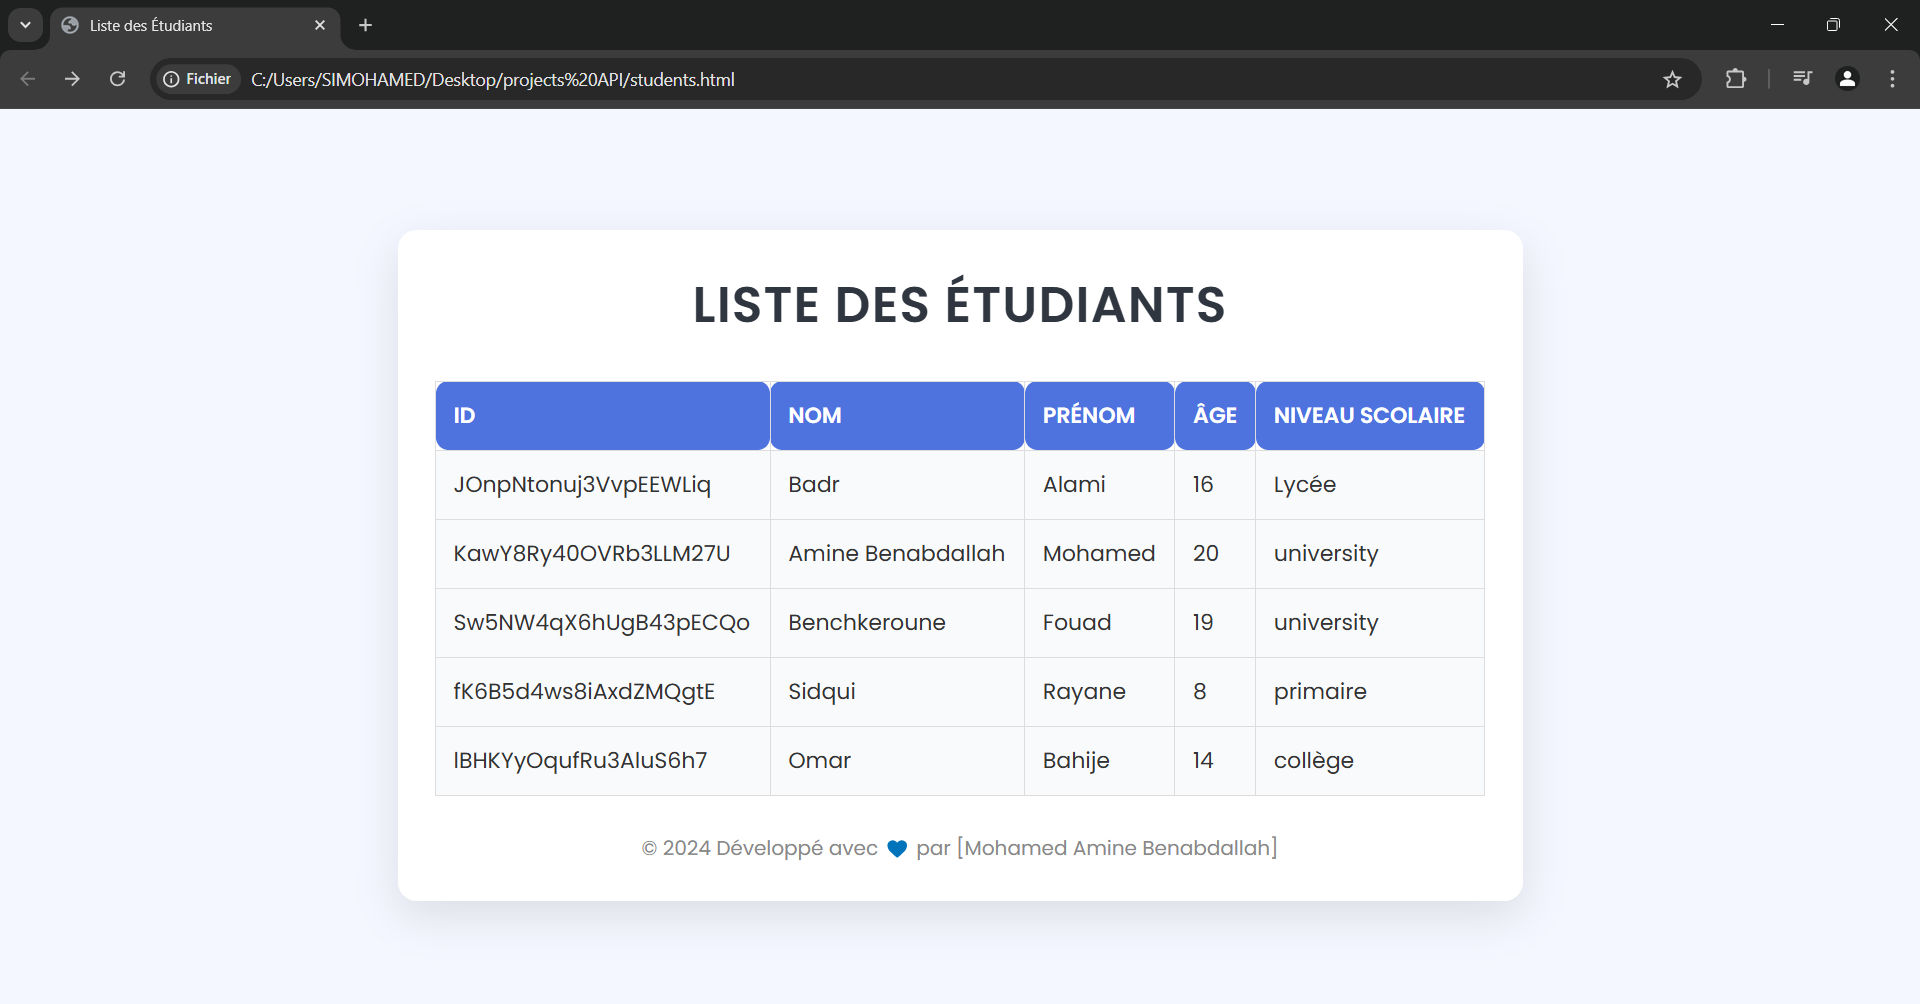 Liste des Étudiants
Fichier C:/Users/SIMOHAMED/Desktop/projects%20API/students.html
LISTE DES ÉTUDIANTS
ID NOM PRÉNOM ÂGE NIVEAU SCOLAIRE
JOnpNtonuj3VvpEEWLiq Badr Alami 16 Lycée
KawY8Ry40OVRb3LLM27U Amine Benabdallah Mohamed 20 university
Sw5NW4qX6hUgB43pECQo Benchkeroune Fouad 19 university
fK6B5d4ws8iAxdZMQgtE Sidqui Rayane 8 primaire
lBHKYyOqufRu3AluS6h7 Omar Bahije 14 collège
© 2024 Développé avec 💙 par [Mohamed Amine Benabdallah]